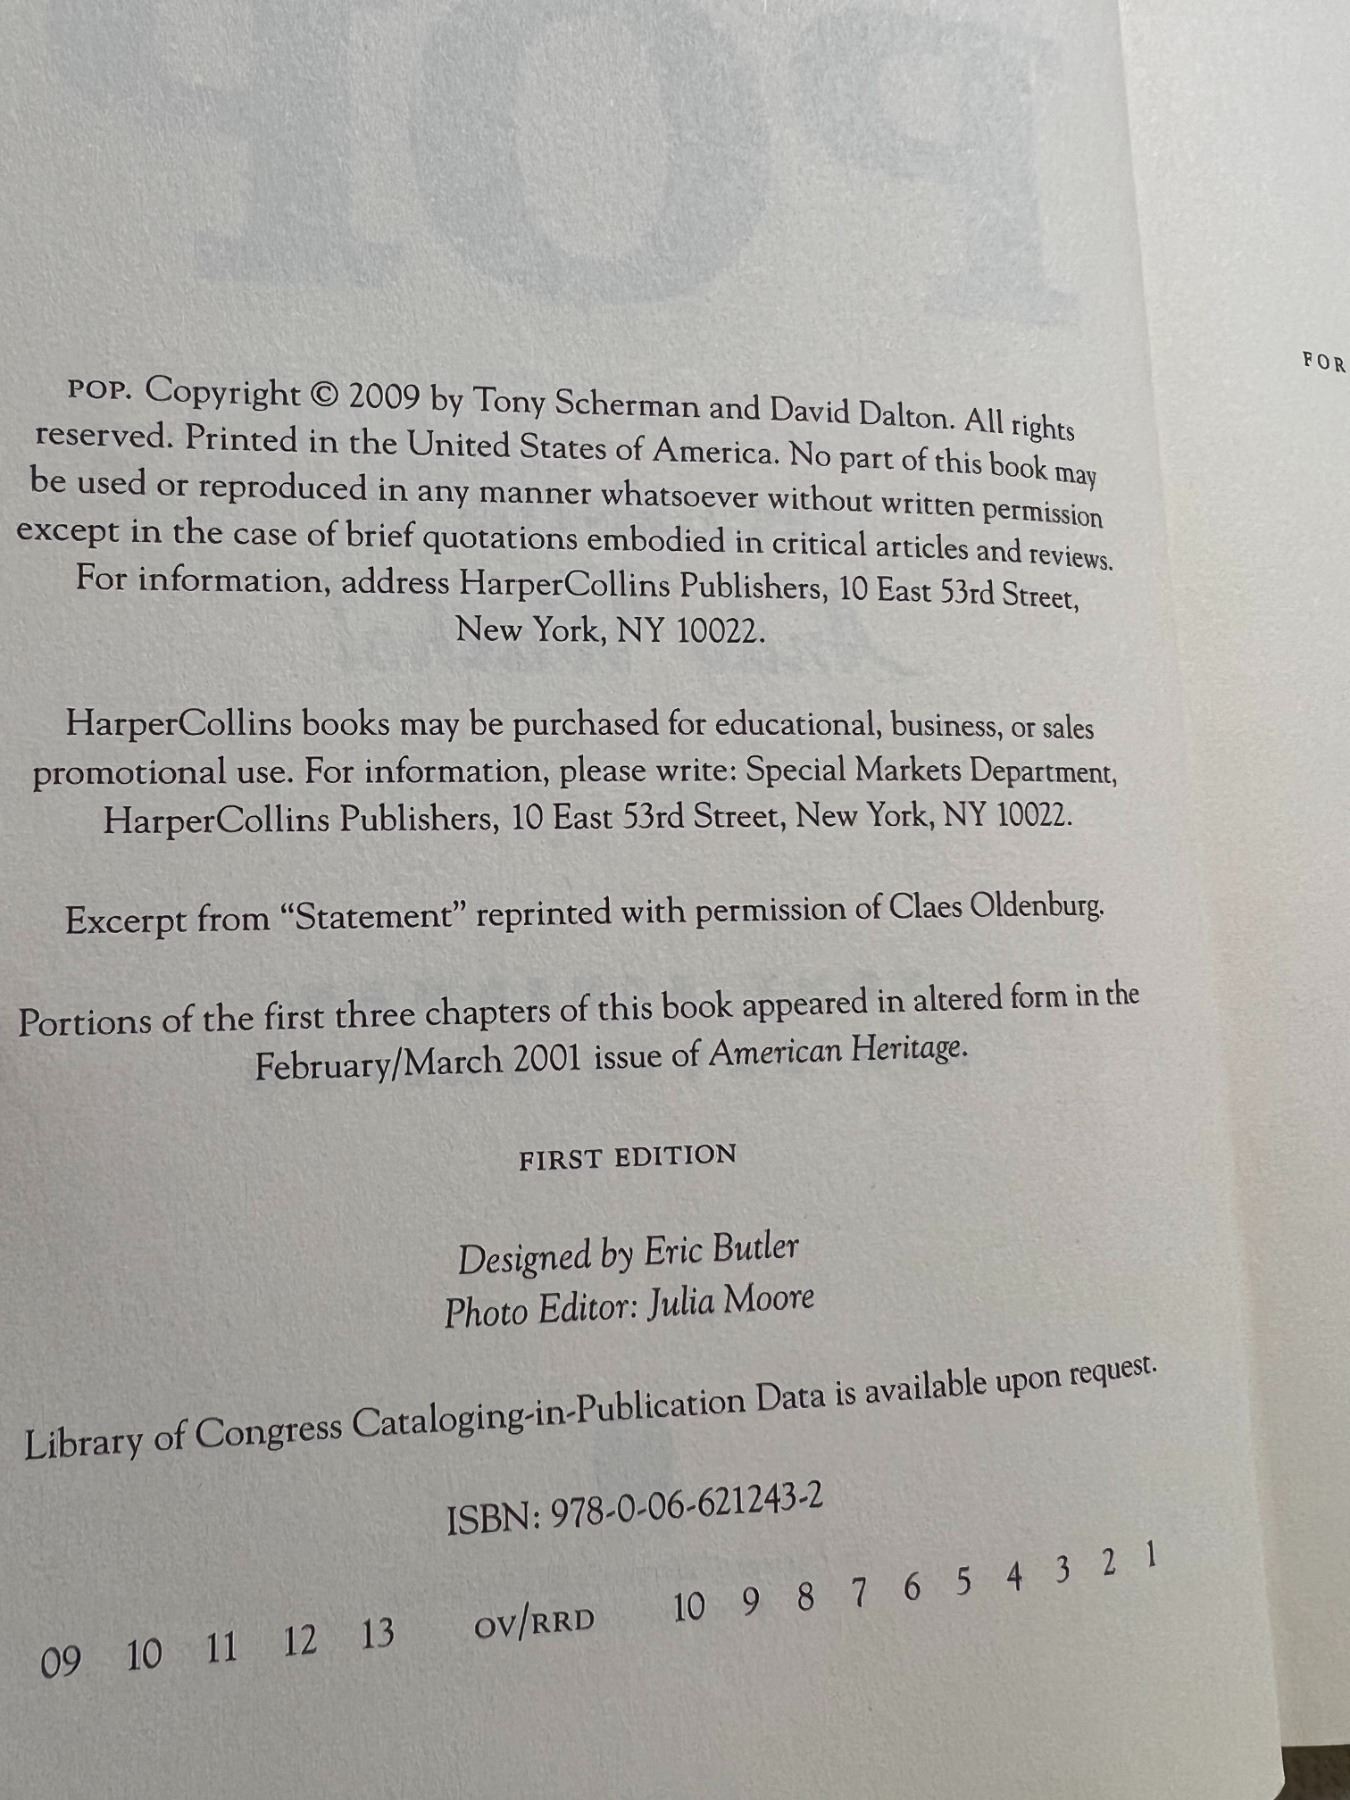 POP. Copyright © 2009 by Tony Scherman and David Dalton. All rights
reserved. Printed in the United States of America. No part of this book may
be used or reproduced in any manner whatsoever without written permission
except in the case of brief quotations embodied in critical articles and reviews.
For information, address HarperCollins Publishers, 10 East 53rd Street,
New York, NY 10022.
HarperCollins books may be purchased for educational, business, or sales
promotional use. For information, please write: Special Markets Department,
HarperCollins Publishers, 10 East 53rd Street, New York, NY 10022.
Excerpt from “Statement” reprinted with permission of Claes Oldenburg.
Portions of the first three chapters of this book appeared in altered form in the
February/March 2001 issue of American Heritage.
FIRST EDITION
Designed by Eric Butler
Photo Editor: Julia Moore
Library of Congress Cataloging-in-Publication Data is available upon request.
ISBN: 978-0-06-621243-2
09 10 11 12 13 OV/RRD 10 9 8 7 6 5 4 3 2 1
FOR